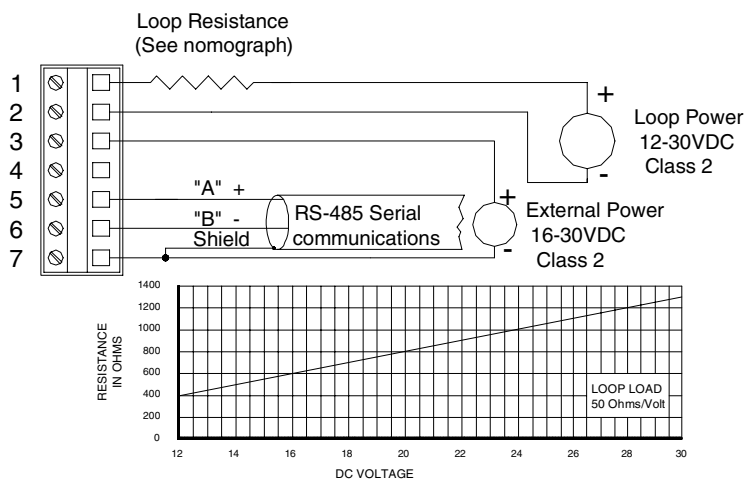 Loop Resistance
(See nomograph)
1
2
3
4
5
6
7
+
-
Loop Power
12-30VDC
Class 2
"A" +
"B" -
Shield
RS-485 Serial
communications
+
-
External Power
16-30VDC
Class 2
RESISTANCE
IN OHMS
1400
1200
1000
800
600
400
200
0
LOOP LOAD
50 Ohms/Volt
12 14 16 18 20 22 24 26 28 30
DC VOLTAGE